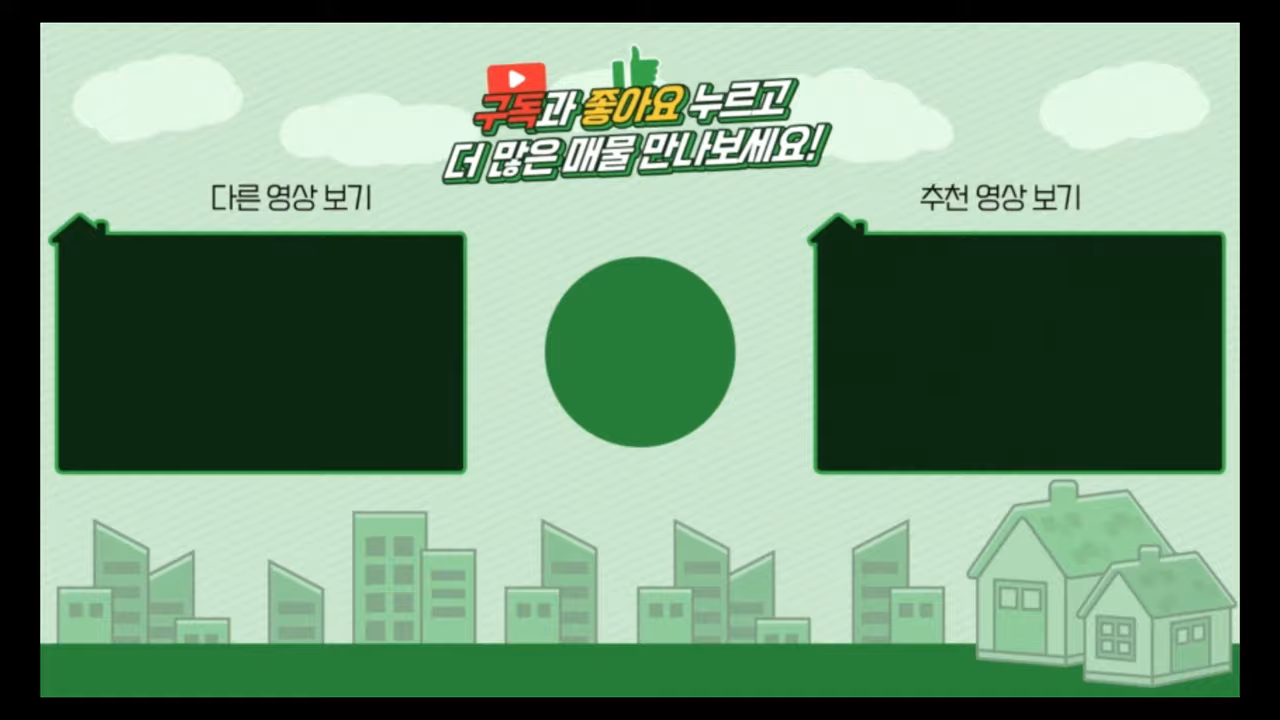 구독과 좋아요 누르고
더 많은 매물 만나보세요!
다른 영상 보기
추천 영상 보기